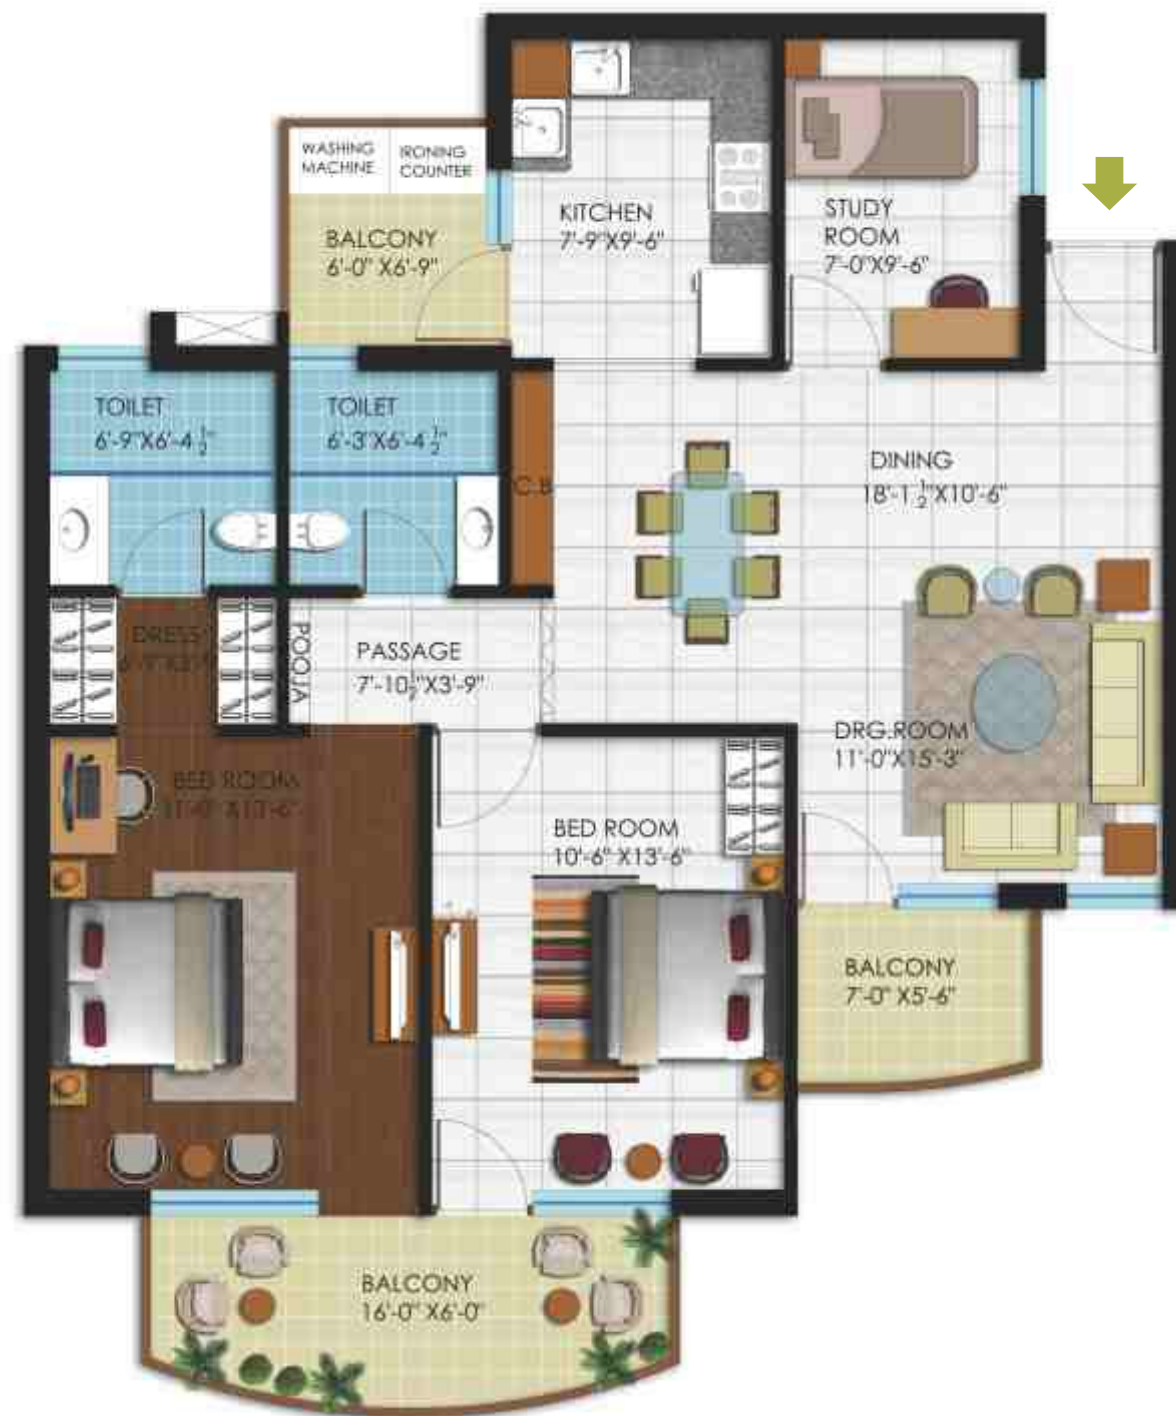 WASHING
MACHINE
IRONING
COUNTER
BALCONY
6'-0" X6'-9"
KITCHEN
7'-9"X9'-6"
STUDY
ROOM
7'-0"X9'-6"
TOILET
6'-9"X6'-4 1/2"
TOILET
6'-3"X6'-4 1/2"
C.B
DINING
18'-1 1/2"X10'-6"
DRESS
POOJA
PASSAGE
7'-10 1/2"X3'-9"
DRG.ROOM
11'-0"X15'-3"
BED ROOM
BED ROOM
10'-6" X13'-6"
BALCONY
7'-0" X5'-6"
BALCONY
16'-0" X6'-0"